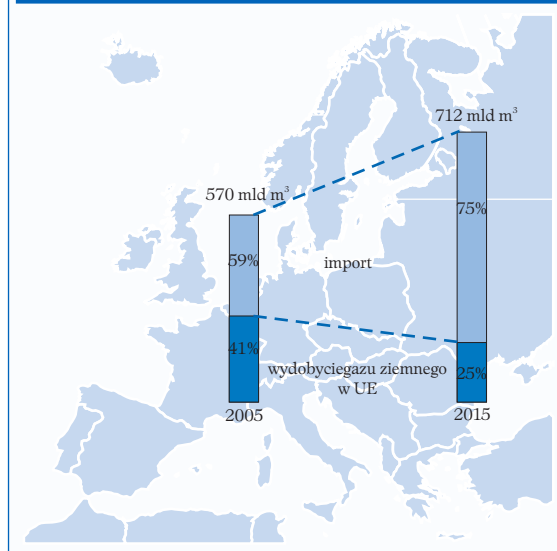 712 mld m³
570 mld m³
75%
59%
import
41%
wydobyciegazu ziemnego
w UE
25%
2005
2015